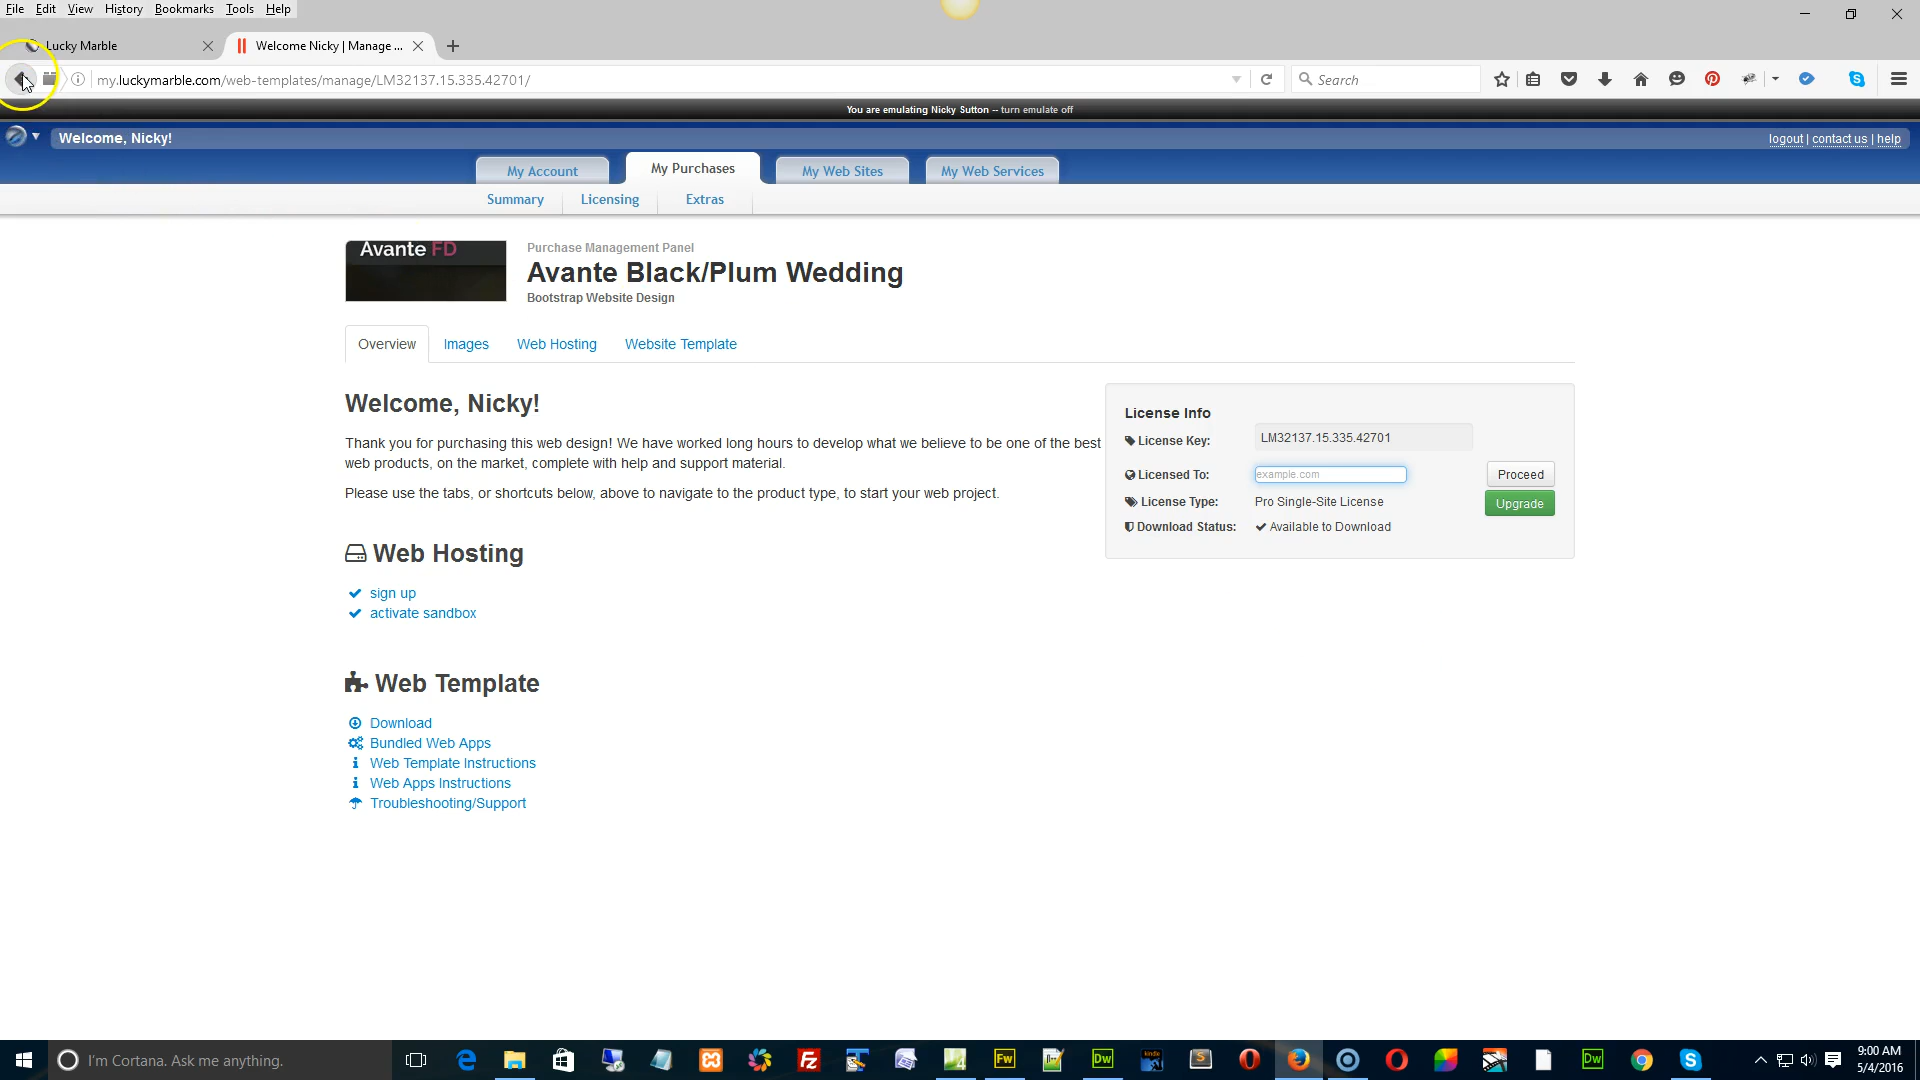 File Edit View History Bookmarks Tools Help
Lucky Marble
Welcome Nicky | Manage ...
my.luckymarble.com/web-templates/manage/LM32137.15.335.42701/
Search
You are emulating Nicky Sutton -- turn emulate off
Welcome, Nicky!
logout | contact us | help
My Account My Purchases My Web Sites My Web Services
Summary Licensing Extras
Avante FD
Purchase Management Panel
Avante Black/Plum Wedding
Bootstrap Website Design
Overview Images Web Hosting Website Template
Welcome, Nicky!
Thank you for purchasing this web design! We have worked long hours to develop what we believe to be one of the best
web products, on the market, complete with help and support material.
Please use the tabs, or shortcuts below, above to navigate to the product type, to start your web project.
License Info
License Key: LM32137.15.335.42701
Licensed To: example.com Proceed
License Type: Pro Single-Site License Upgrade
Download Status: Available to Download
Web Hosting
sign up
activate sandbox
Web Template
Download
Bundled Web Apps
Web Template Instructions
Web Apps Instructions
Troubleshooting/Support
I'm Cortana. Ask me anything.
Fz
Fw
Dw
kindle
S
Dw
9:00 AM
5/4/2016